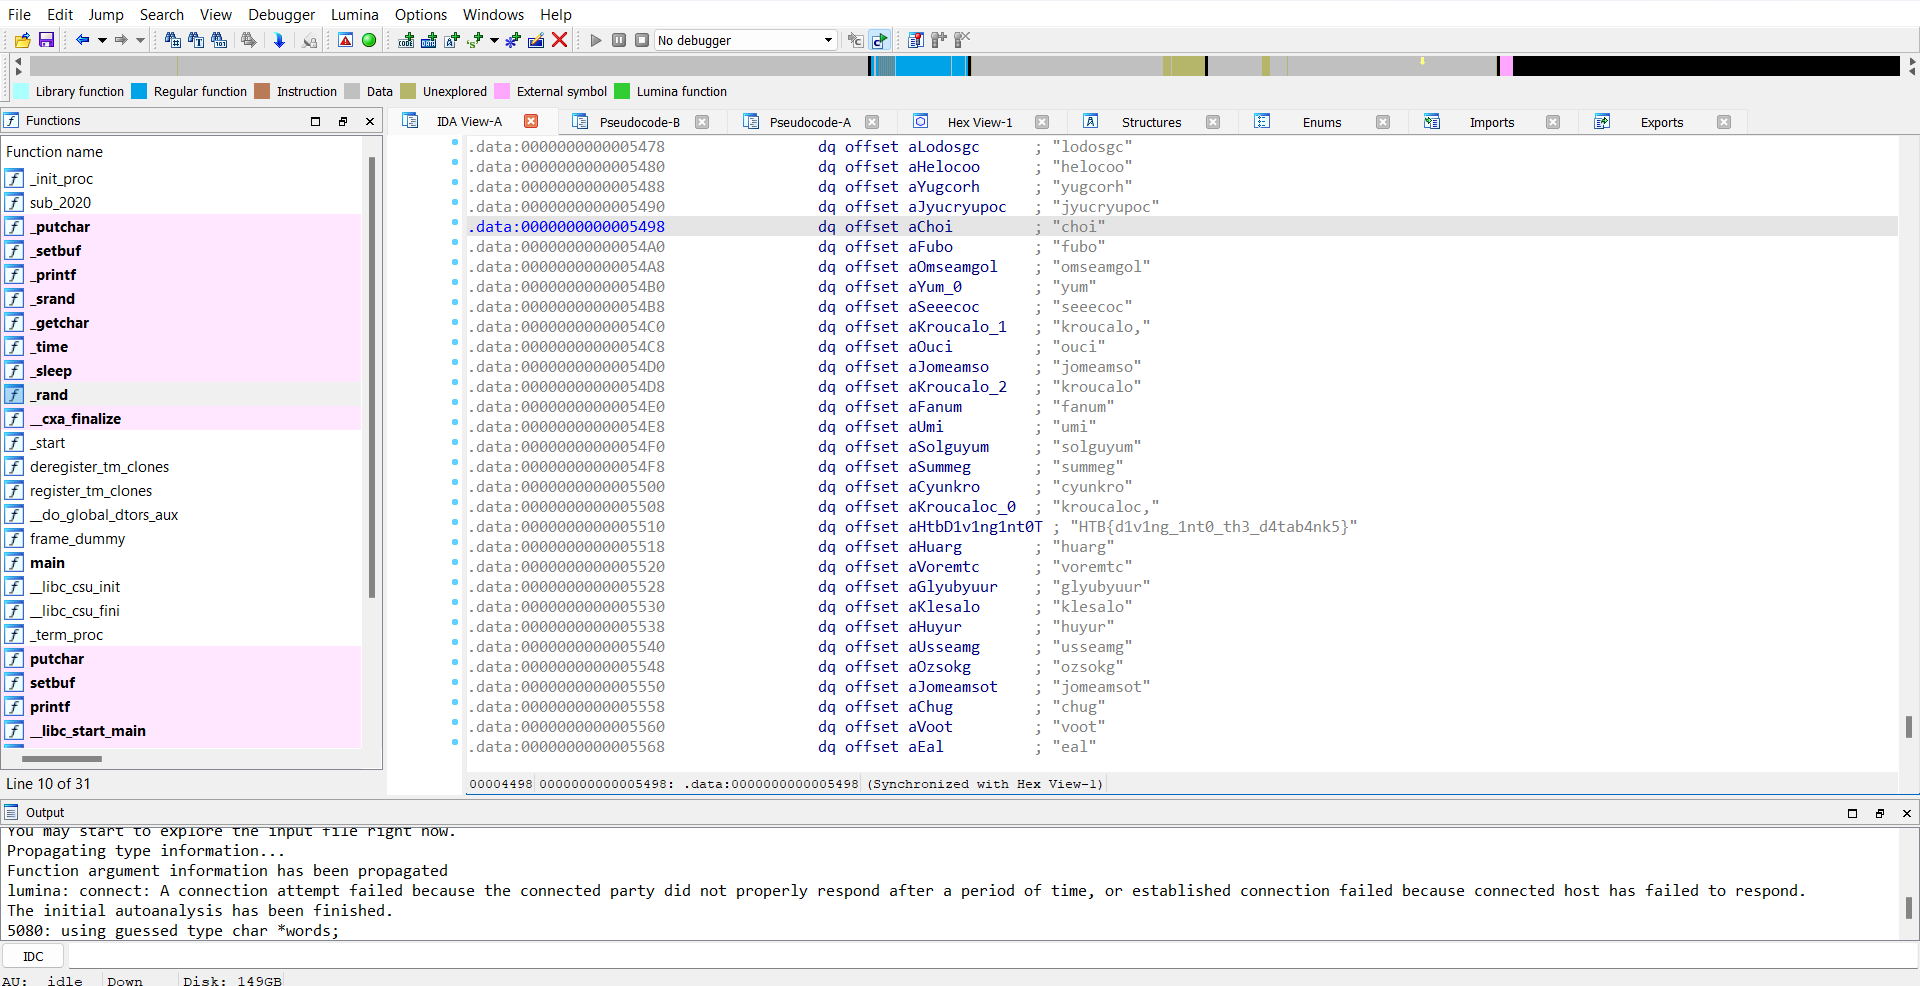 File Edit Jump Search View Debugger Lumina Options Windows Help
No debugger
Library function Regular function Instruction Data Unexplored External symbol Lumina function
Functions
IDA View-A Pseudocode-B Pseudocode-A Hex View-1 Structures Enums Imports Exports
Function name
_init_proc
sub_2020
_putchar
_setbuf
_printf
_srand
_getchar
_time
_sleep
_rand
__cxa_finalize
_start
deregister_tm_clones
register_tm_clones
__do_global_dtors_aux
frame_dummy
main
__libc_csu_init
__libc_csu_fini
_term_proc
putchar
setbuf
printf
__libc_start_main
Line 10 of 31
.data:0000000000005478 dq offset aLodosgc ; "lodosgc"
.data:0000000000005480 dq offset aHelocoo ; "helocoo"
.data:0000000000005488 dq offset aYugcorh ; "yugcorh"
.data:0000000000005490 dq offset aJyucryupoc ; "jyucryupoc"
.data:0000000000005498 dq offset aChoi ; "choi"
.data:00000000000054A0 dq offset aFubo ; "fubo"
.data:00000000000054A8 dq offset aOmseamgol ; "omseamgol"
.data:00000000000054B0 dq offset aYum_0 ; "yum"
.data:00000000000054B8 dq offset aSeeecoc ; "seeecoc"
.data:00000000000054C0 dq offset aKroucalo_1 ; "kroucalo,"
.data:00000000000054C8 dq offset aOuci ; "ouci"
.data:00000000000054D0 dq offset aJomeamso ; "jomeamso"
.data:00000000000054D8 dq offset aKroucalo_2 ; "kroucalo"
.data:00000000000054E0 dq offset aFanum ; "fanum"
.data:00000000000054E8 dq offset aUmi ; "umi"
.data:00000000000054F0 dq offset aSolguyum ; "solguyum"
.data:00000000000054F8 dq offset aSummeg ; "summeg"
.data:0000000000005500 dq offset aCyunkro ; "cyunkro"
.data:0000000000005508 dq offset aKroucaloc_0 ; "kroucaloc,"
.data:0000000000005510 dq offset aHtbD1v1ng1nt0T ; "HTB{d1v1ng_1nt0_th3_d4tab4nk5}"
.data:0000000000005518 dq offset aHuarg ; "huarg"
.data:0000000000005520 dq offset aVoremtc ; "voremtc"
.data:0000000000005528 dq offset aGlyubyuur ; "glyubyuur"
.data:0000000000005530 dq offset aKlesalo ; "klesalo"
.data:0000000000005538 dq offset aHuyur ; "huyur"
.data:0000000000005540 dq offset aUsseamg ; "usseamg"
.data:0000000000005548 dq offset aOzsokg ; "ozsokg"
.data:0000000000005550 dq offset aJomeamsot ; "jomeamsot"
.data:0000000000005558 dq offset aChug ; "chug"
.data:0000000000005560 dq offset aVoot ; "voot"
.data:0000000000005568 dq offset aEal ; "eal"
00004498 0000000000005498: .data:0000000000005498 (Synchronized with Hex View-1)
Output
You may start to explore the input file right now.
Propagating type information...
Function argument information has been propagated
lumina: connect: A connection attempt failed because the connected party did not properly respond after a period of time, or established connection failed because connected host has failed to respond.
The initial autoanalysis has been finished.
5080: using guessed type char *words;
IDC
AU: idle Down Disk: 149GB